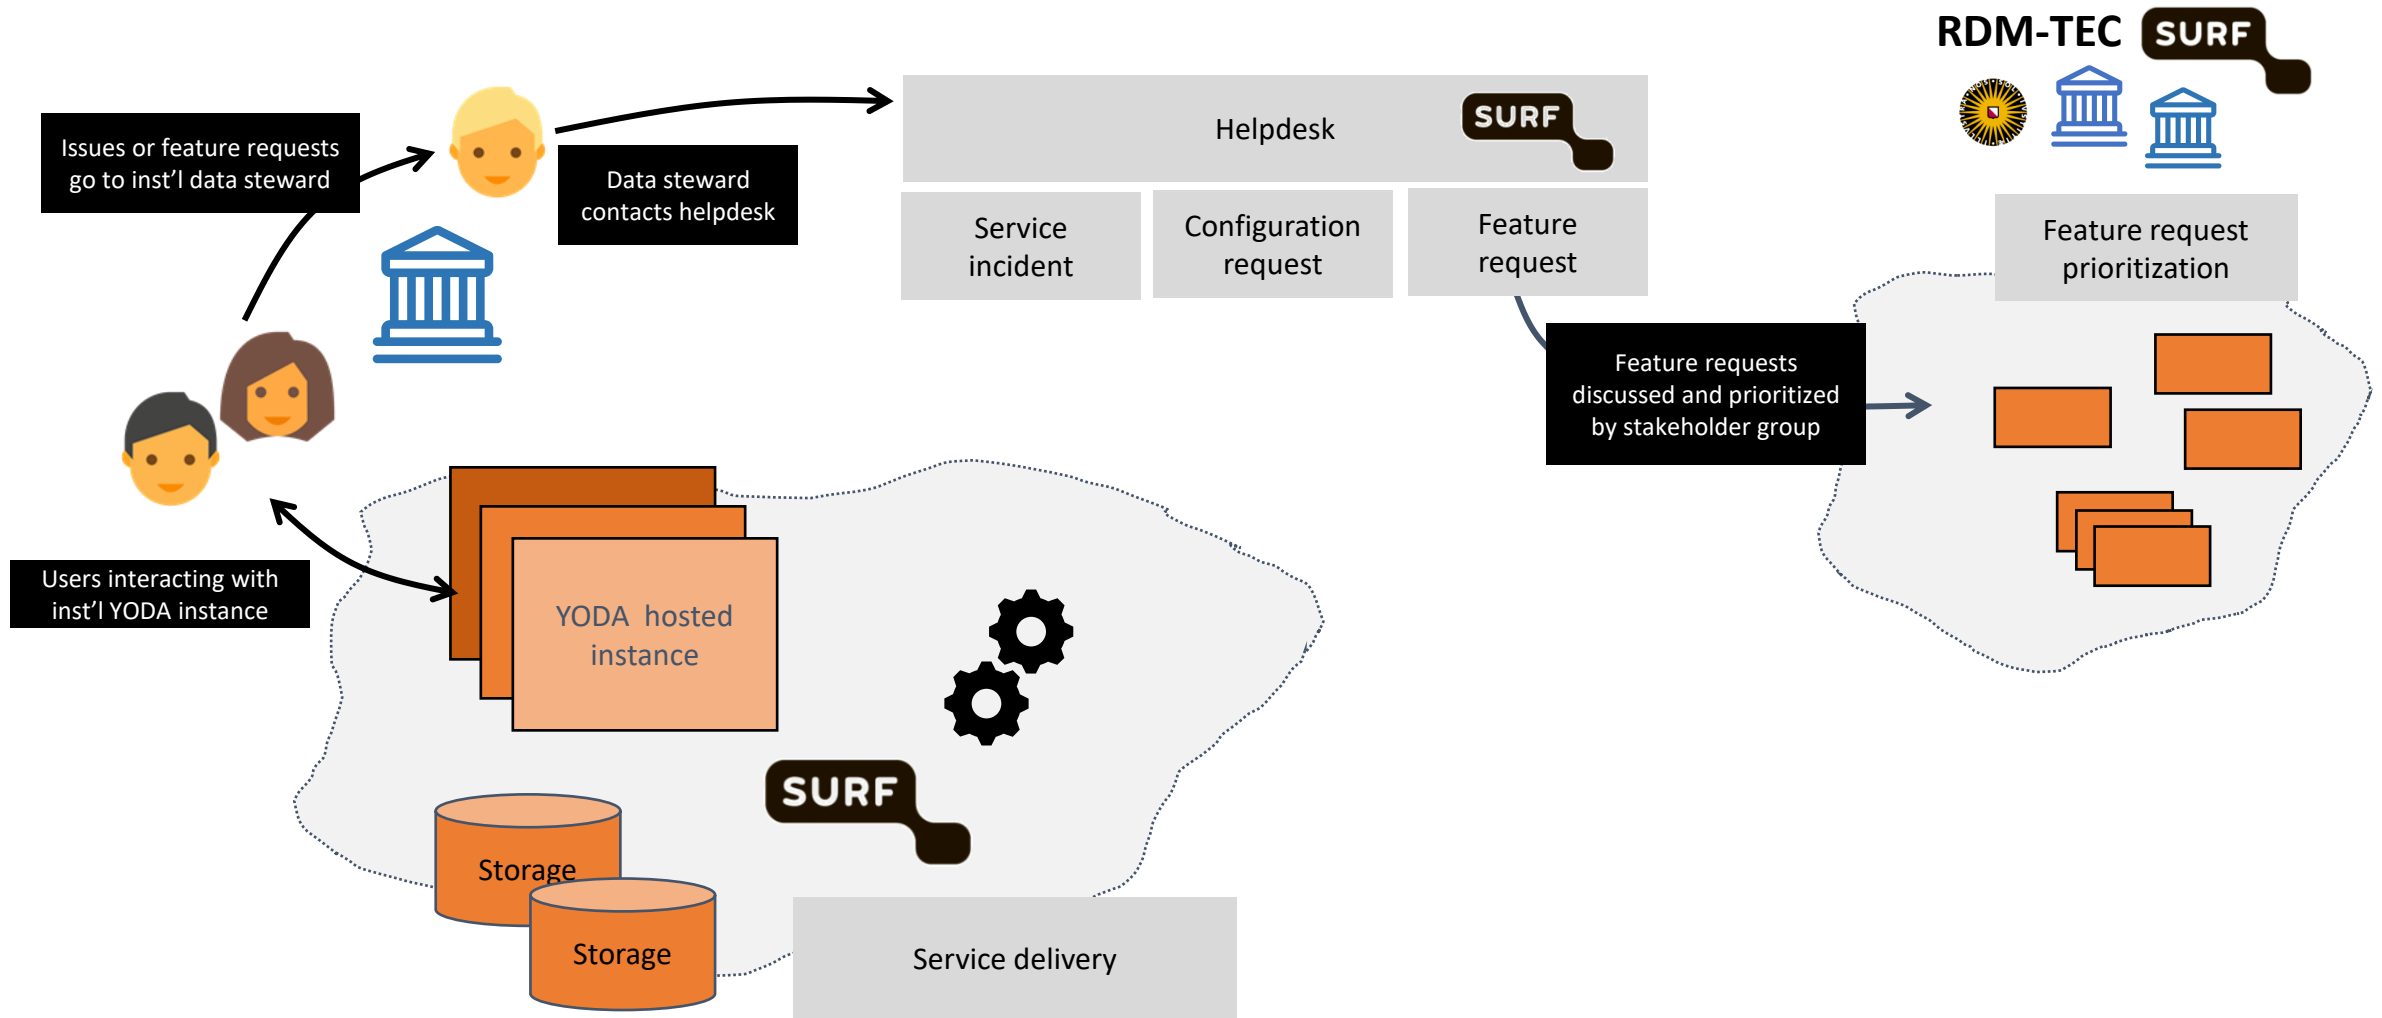 RDM-TEC
SURF
Issues or feature requests
go to inst'l data steward
Data steward
contacts helpdesk
Helpdesk
SURF
Service
incident
Configuration
request
Feature
request
Feature request
prioritization
Feature requests
discussed and prioritized
by stakeholder group
Users interacting with
inst'l YODA instance
YODA  hosted
instance
SURF
Storage
Storage
Service delivery